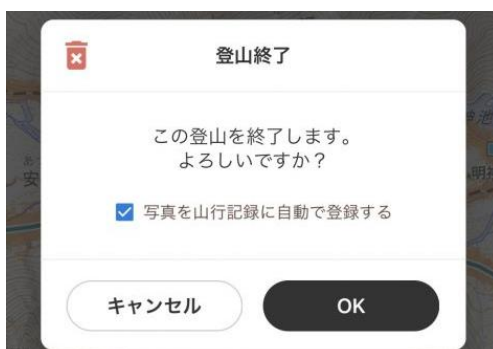 登山終了
この登山を終了します。
よろしいですか？
写真を山行記録に自動で登録する
キャンセル
OK